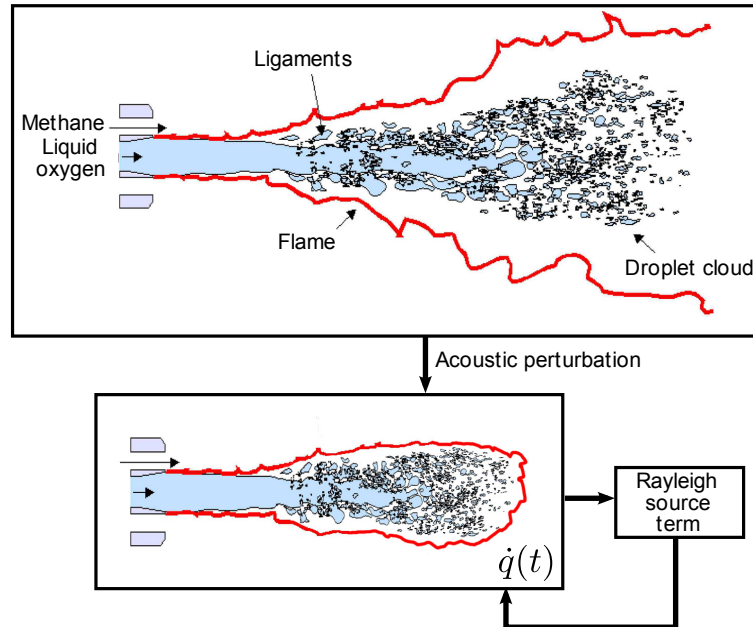 Ligaments
Methane
Liquid
oxygen
Flame
Droplet cloud
Acoustic perturbation
Rayleigh
source
term
q̇(t)